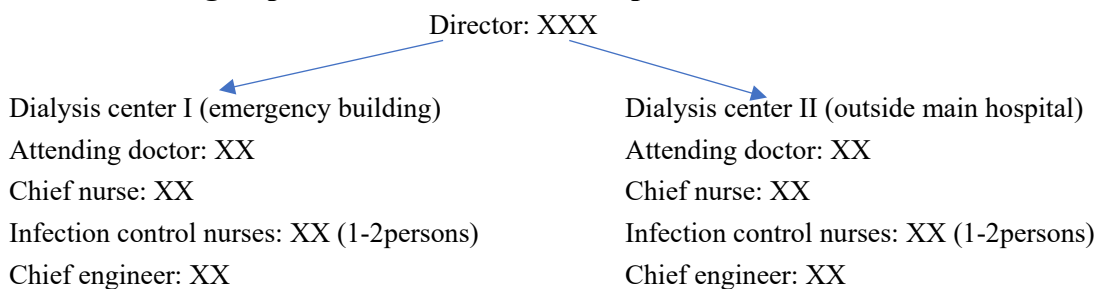 Director: XXX
Dialysis center I (emergency building)
Attending doctor: XX
Chief nurse: XX
Infection control nurses: XX (1-2persons)
Chief engineer: XX
Dialysis center II (outside main hospital)
Attending doctor: XX
Chief nurse: XX
Infection control nurses: XX (1-2persons)
Chief engineer: XX